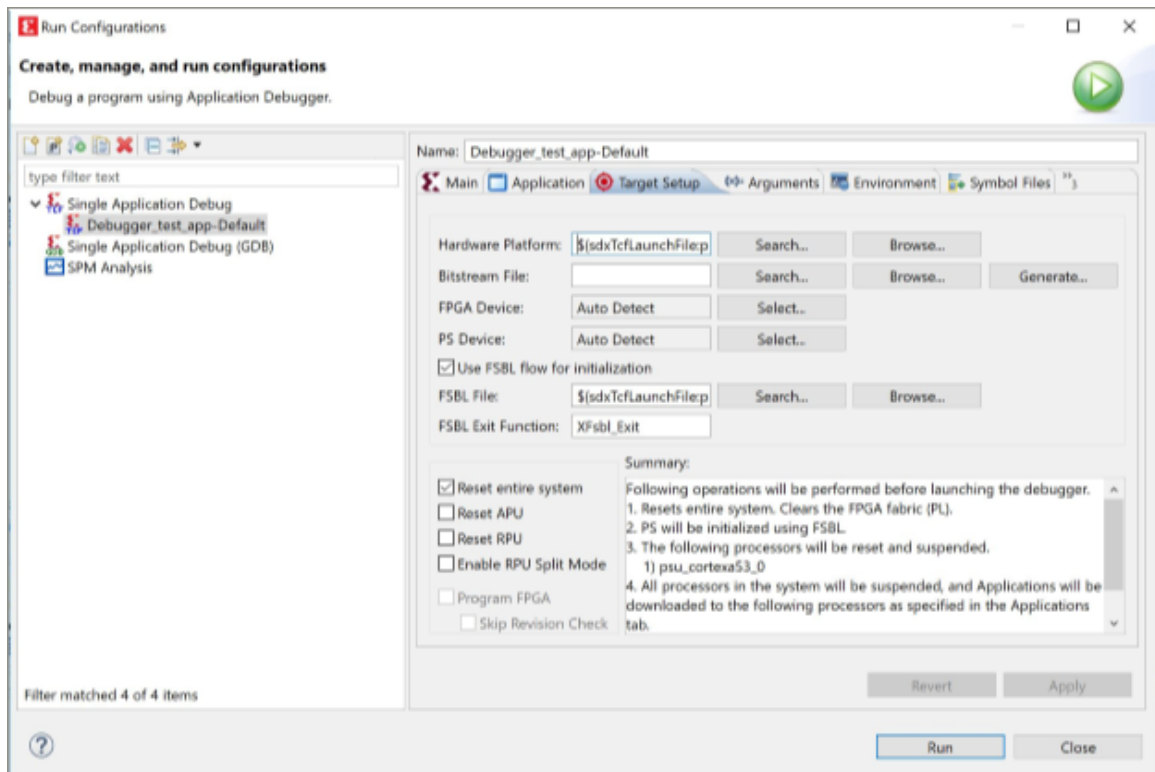 Run Configurations
Create, manage, and run configurations
Debug a program using Application Debugger.
type filter text
Single Application Debug
Debugger_test_app-Default
Single Application Debug (GDB)
SPM Analysis
Filter matched 4 of 4 items
Name: Debugger_test_app-Default
Main Application Target Setup Arguments Environment Symbol Files »3
Hardware Platform: $(sdxTcfLaunchFile:p Search... Browse...
Bitstream File: Search... Browse... Generate...
FPGA Device: Auto Detect Select...
PS Device: Auto Detect Select...
Use FSBL flow for initialization
FSBL File: $(sdxTcfLaunchFile:p Search... Browse...
FSBL Exit Function: XFsbl_Exit
Reset entire system
Reset APU
Reset RPU
Enable RPU Split Mode
Program FPGA
Skip Revision Check
Summary:
Following operations will be performed before launching the debugger.
1. Resets entire system. Clears the FPGA fabric (PL).
2. PS will be initialized using FSBL
3. The following processors will be reset and suspended.
1) psu_cortexa53_0
4. All processors in the system will be suspended, and Applications will be
downloaded to the following processors as specified in the Applications
tab.
Revert Apply
Run Close